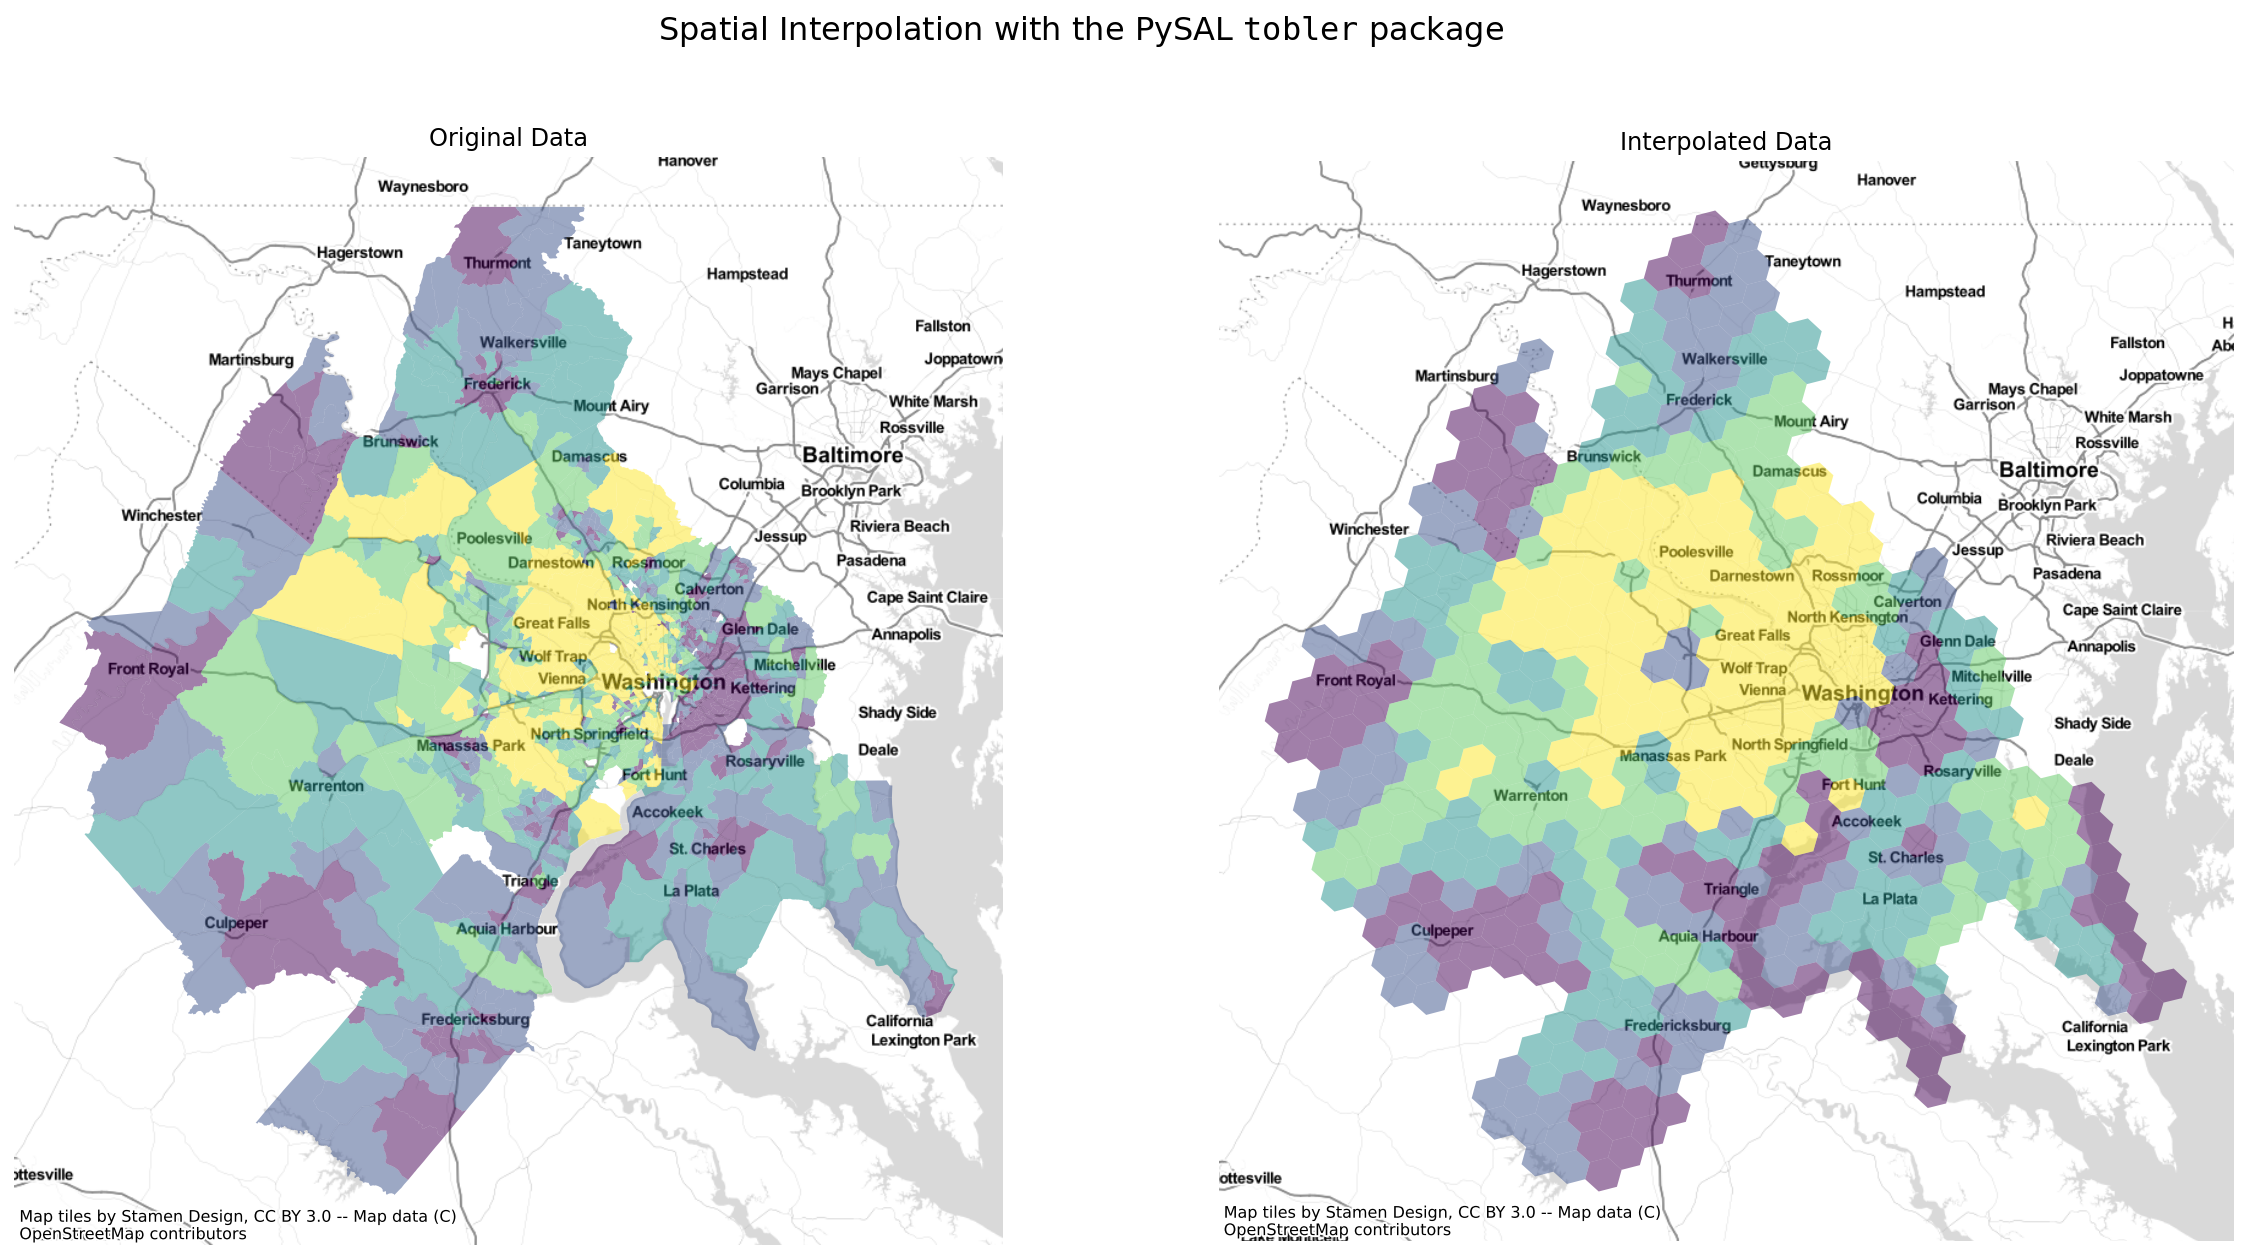 Spatial Interpolation with the PySAL tobler package
Original Data
Hanover
Waynesboro
Taneytown
Hagerstown
Thurmont
Hampstead
Fallston
Walkersville
Martinsburg
Joppatown
Mays Chapel
Frederick
Garrison
White Marsh
Mount Airy
Rossville
Brunswick
Damascus
Baltimore
Columbia
Brooklyn Park
Winchester
Riviera Beach
Poolesville
Jessup
Darnestown
Rossmoor
Pasadena
Calverton
Cape Saint Claire
North Kensington
Great Falls
Glenn Dale
Annapolis
Wolf Trap
Mitchellville
Front Royal
Vienna
Washington
Kettering
Shady Side
North Springfield
Manassas Park
Deale
Rosaryville
Fort Hunt
Warrenton
Accokeek
St. Charles
Triangle
La Plata
Culpeper
Aquia Harbour
Fredericksburg
California
Lexington Park
ottesville
Map tiles by Stamen Design, CC BY 3.0 -- Map data (C)
OpenStreetMap contributors
Interpolated Data
Gettysburg
Hanover
Waynesboro
Taneytown
Hagerstown
Thurmont
Hampstead
H
Fallston
Abe
Walkersville
Martinsburg
Joppatowne
Mays Chapel
Frederick
Garrison
White Marsh
Mount Airy
Rossville
Brunswick
Damascus
Baltimore
Columbia
Brooklyn Park
Winchester
Riviera Beach
Poolesville
Jessup
Darnestown
Rossmoor
Pasadena
Calverton
Cape Saint Claire
North Kensington
Great Falls
Glenn Dale
Annapolis
Wolf Trap
Mitchellville
Front Royal
Vienna
Washington
Kettering
Shady Side
North Springfield
Manassas Park
Deale
Rosaryville
Fort Hunt
Warrenton
Accokeek
St. Charles
Triangle
La Plata
Culpeper
Aquia Harbour
Fredericksburg
California
Lexington Park
ottesville
Map tiles by Stamen Design, CC BY 3.0 -- Map data (C)
OpenStreetMap contributors